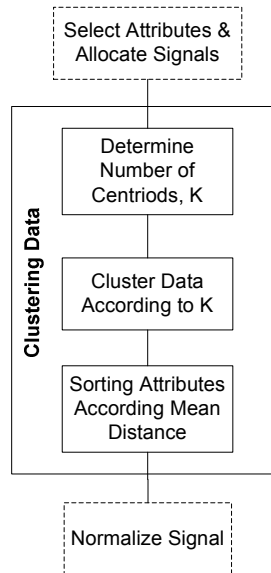 Select Attributes &
Allocate Signals
Clustering Data
Determine
Number of
Centriods, K
Cluster Data
According to K
Sorting Attributes
According Mean
Distance
Normalize Signal